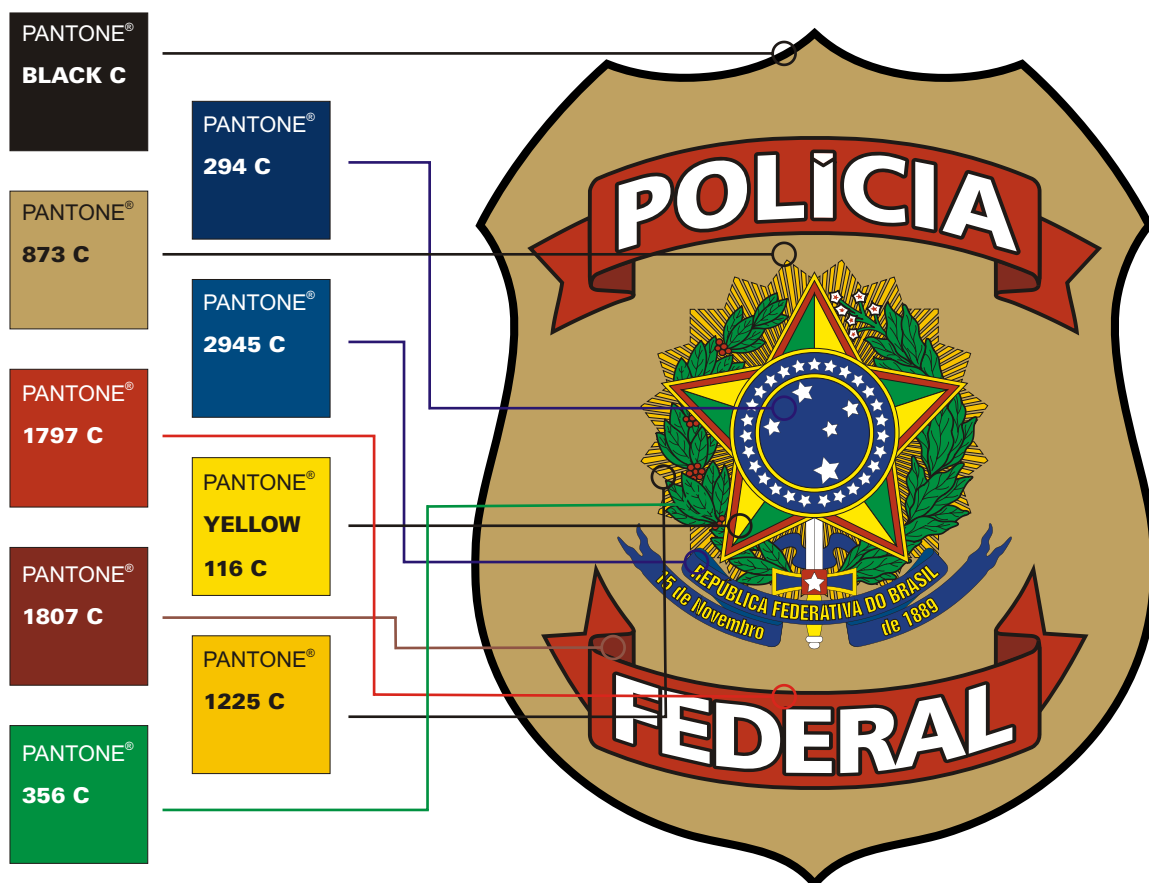 PANTONE®
BLACK C
PANTONE®
873 C
PANTONE®
1797 C
PANTONE®
1807 C
PANTONE®
356 C
PANTONE®
294 C
PANTONE®
2945 C
PANTONE®
YELLOW
116 C
PANTONE®
1225 C
POLÍCIA
REPUBLICA FEDERATIVA DO BRASIL
15 de Novembro
de 1889
FEDERAL